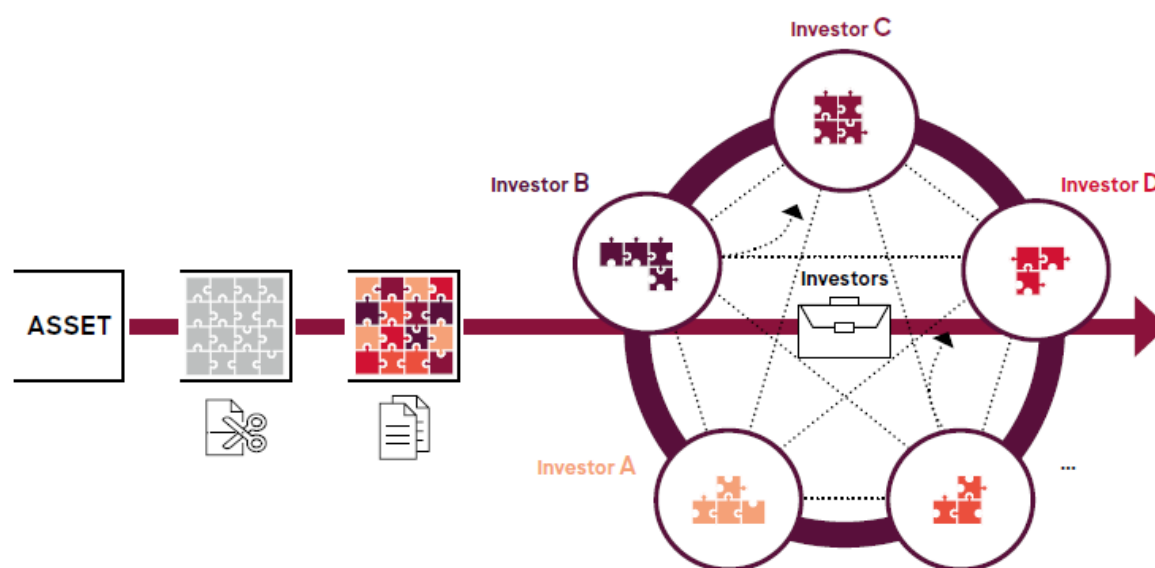 Investor C
Investor B
Investor D
Investors
ASSET
Investor A
...